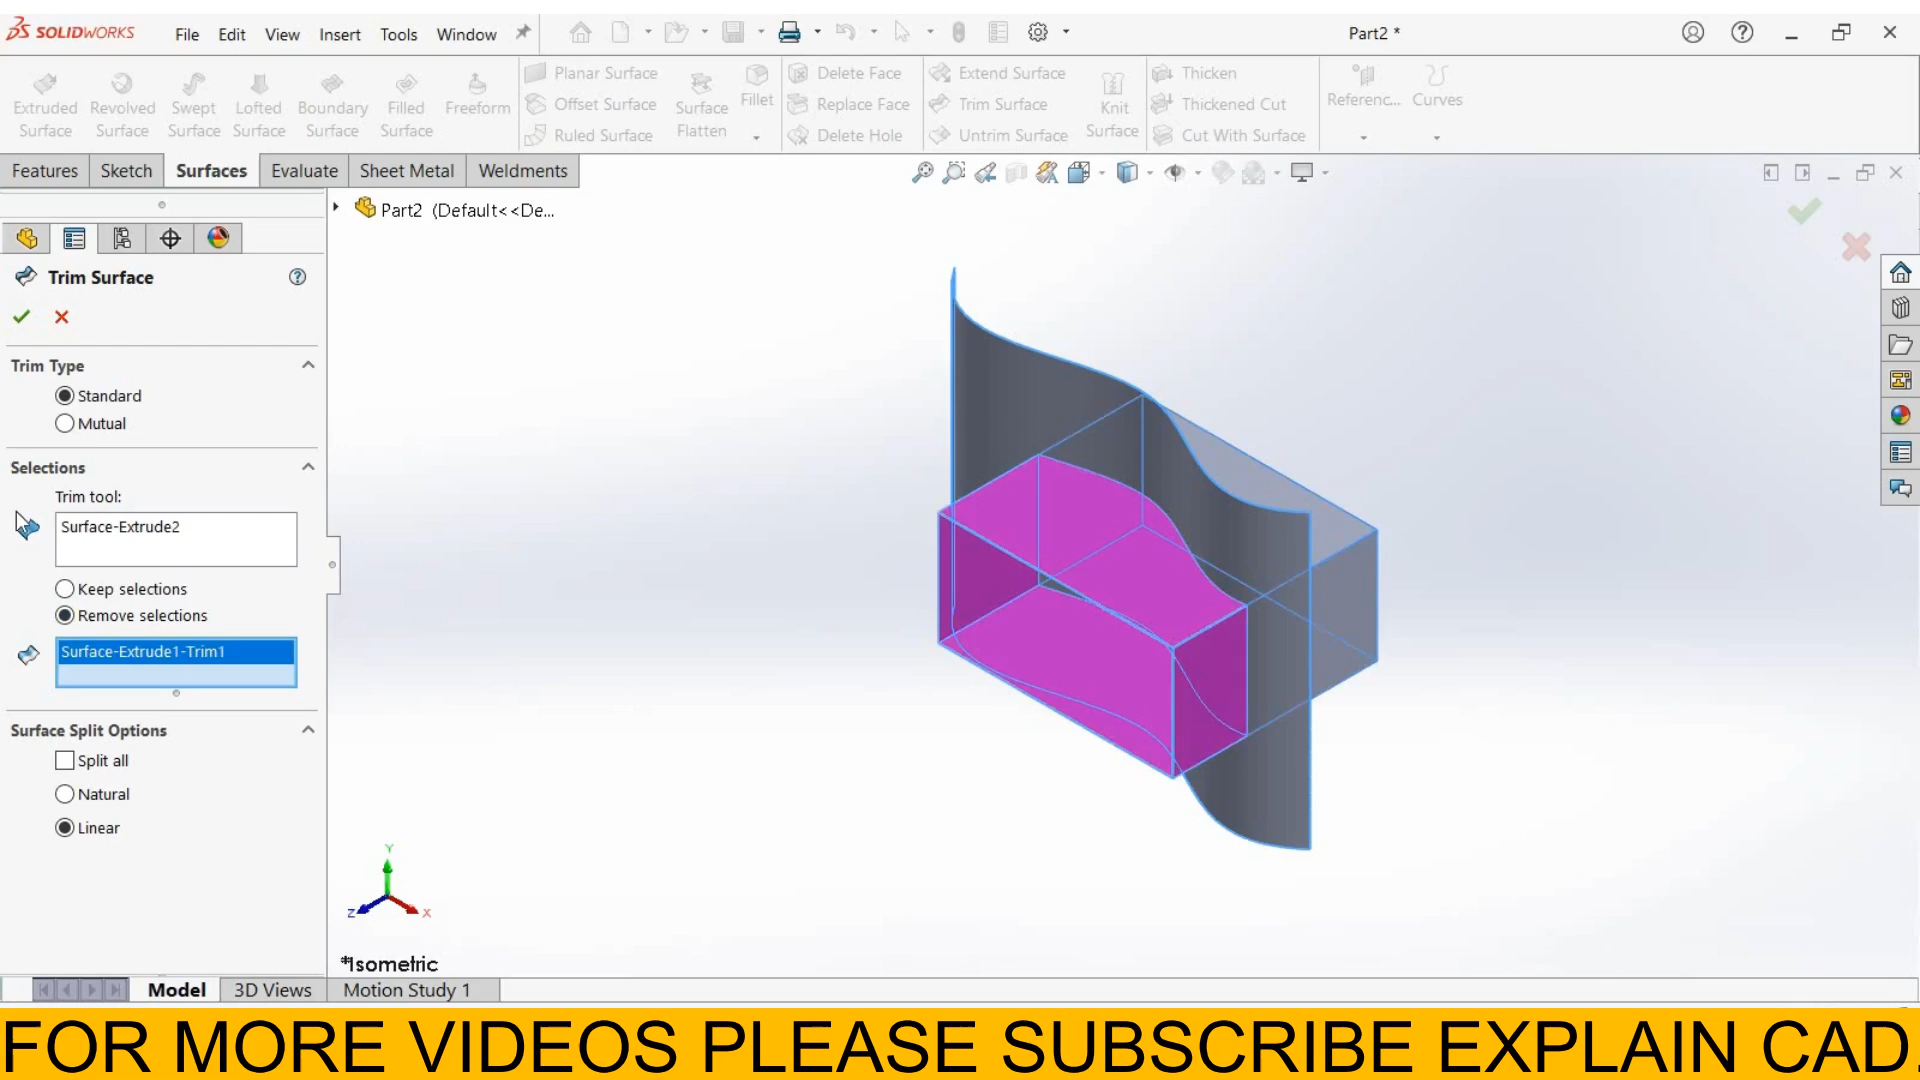 SOLIDWORKS File Edit View Insert Tools Window Part2 *
Extruded Surface
Revolved Surface
Swept Surface
Lofted Surface
Boundary Surface
Filled Surface
Freeform
Planar Surface
Offset Surface
Ruled Surface
Surface Flatten
Fillet
Delete Face
Replace Face
Delete Hole
Extend Surface
Trim Surface
Untrim Surface
Knit Surface
Thicken
Thickened Cut
Cut With Surface
Referenc...
Curves
Features Sketch Surfaces Evaluate Sheet Metal Weldments
Part2 (Default<<De...
Trim Surface
Trim Type
Standard
Mutual
Selections
Trim tool:
Surface-Extrude2
Keep selections
Remove selections
Surface-Extrude1-Trim1
Surface Split Options
Split all
Natural
Linear
Y
Z X
*Isometric
Model 3D Views Motion Study 1
FOR MORE VIDEOS PLEASE SUBSCRIBE EXPLAIN CAD.